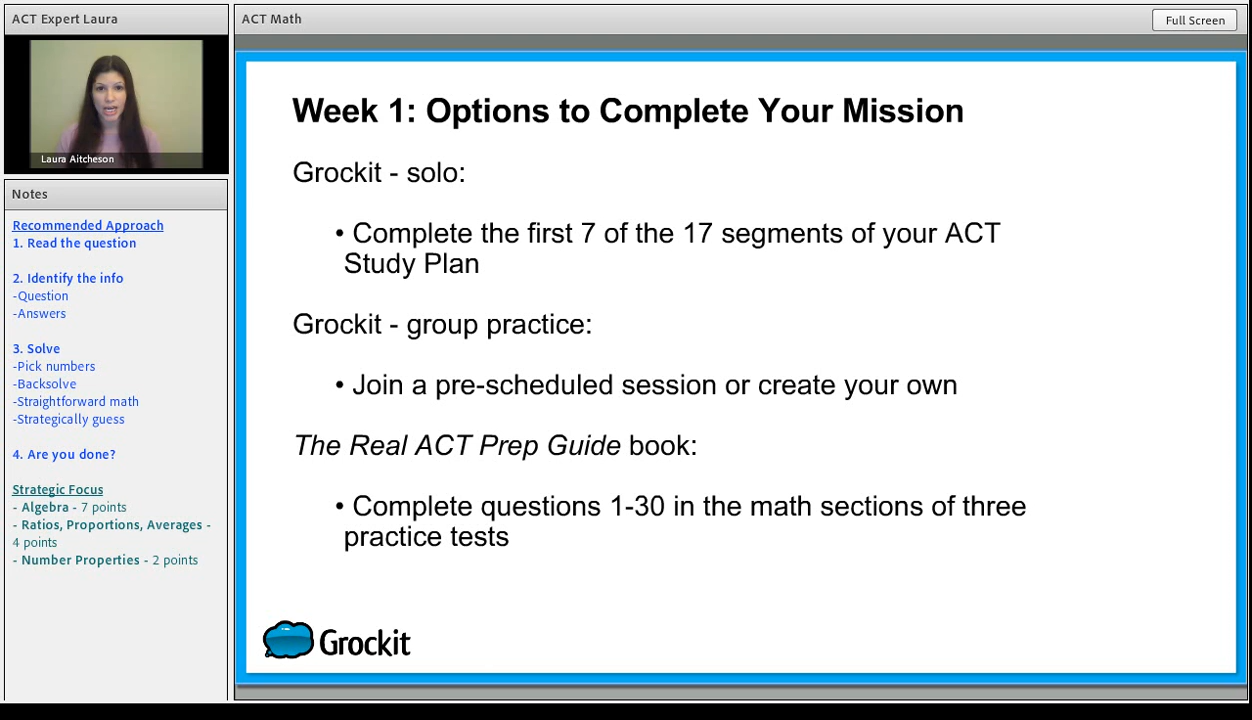 ACT Expert Laura
Laura Aitcheson
Notes
Recommended Approach
1. Read the question
2. Identify the info
-Question
-Answers
3. Solve
-Pick numbers
-Backsolve
-Straightforward math
-Strategically guess
4. Are you done?
Strategic Focus
- Algebra - 7 points
- Ratios, Proportions, Averages -
4 points
- Number Properties - 2 points
ACT Math
Full Screen
Week 1: Options to Complete Your Mission
Grockit - solo:
• Complete the first 7 of the 17 segments of your ACT
Study Plan
Grockit - group practice:
• Join a pre-scheduled session or create your own
The Real ACT Prep Guide book:
• Complete questions 1-30 in the math sections of three
practice tests
Grockit